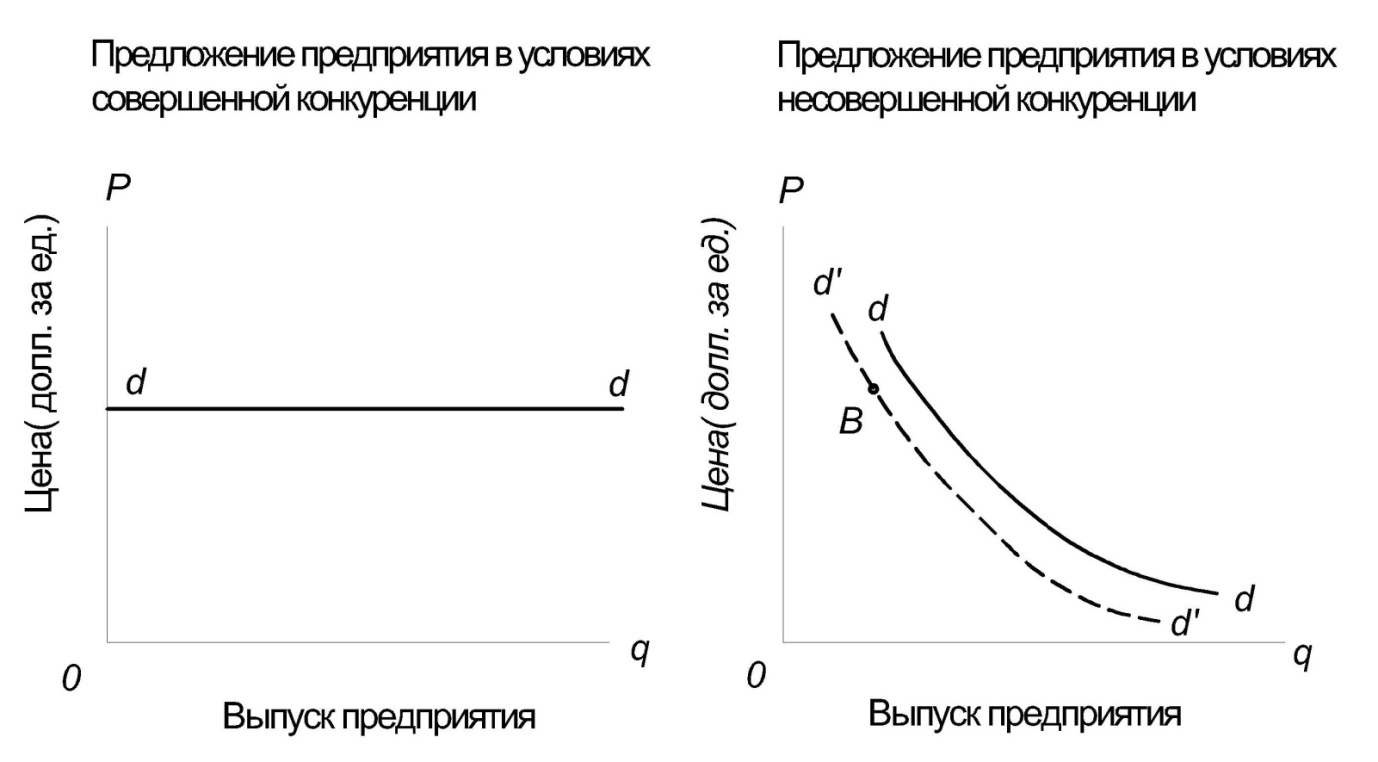 Предложение предприятия в условиях
совершенной конкуренции
P
Цена( долл. за ед.)
d
d
0
q
Выпуск предприятия
Предложение предприятия в условиях
несовершенной конкуренции
P
Цена( долл. за ед.)
d'
d
B
d
d'
0
q
Выпуск предприятия